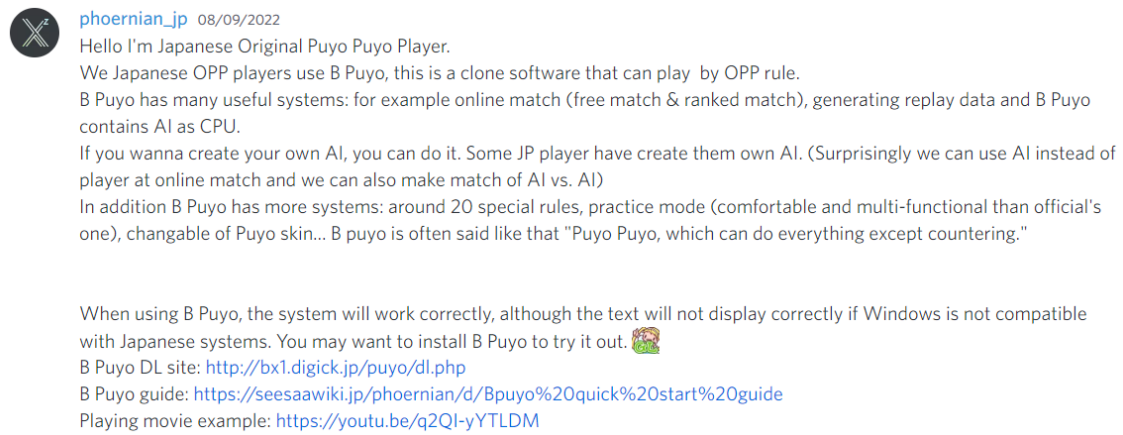 phoernian_jp 08/09/2022
Hello I'm Japanese Original Puyo Puyo Player.
We Japanese OPP players use B Puyo, this is a clone software that can play by OPP rule.
B Puyo has many useful systems: for example online match (free match & ranked match), generating replay data and B Puyo
contains AI as CPU.
If you wanna create your own AI, you can do it. Some JP player have create them own AI. (Surprisingly we can use AI instead of
player at online match and we can also make match of AI vs. AI)
In addition B Puyo has more systems: around 20 special rules, practice mode (comfortable and multi-functional than official's
one), changable of Puyo skin... B puyo is often said like that "Puyo Puyo, which can do everything except countering."
When using B Puyo, the system will work correctly, although the text will not display correctly if Windows is not compatible
with Japanese systems. You may want to install B Puyo to try it out.
B Puyo DL site: http://bx1.digick.jp/puyo/dl.php
B Puyo guide: https://seesaawiki.jp/phoernian/d/Bpuyo%20quick%20start%20guide
Playing movie example: https://youtu.be/q2QI-yYTLDM